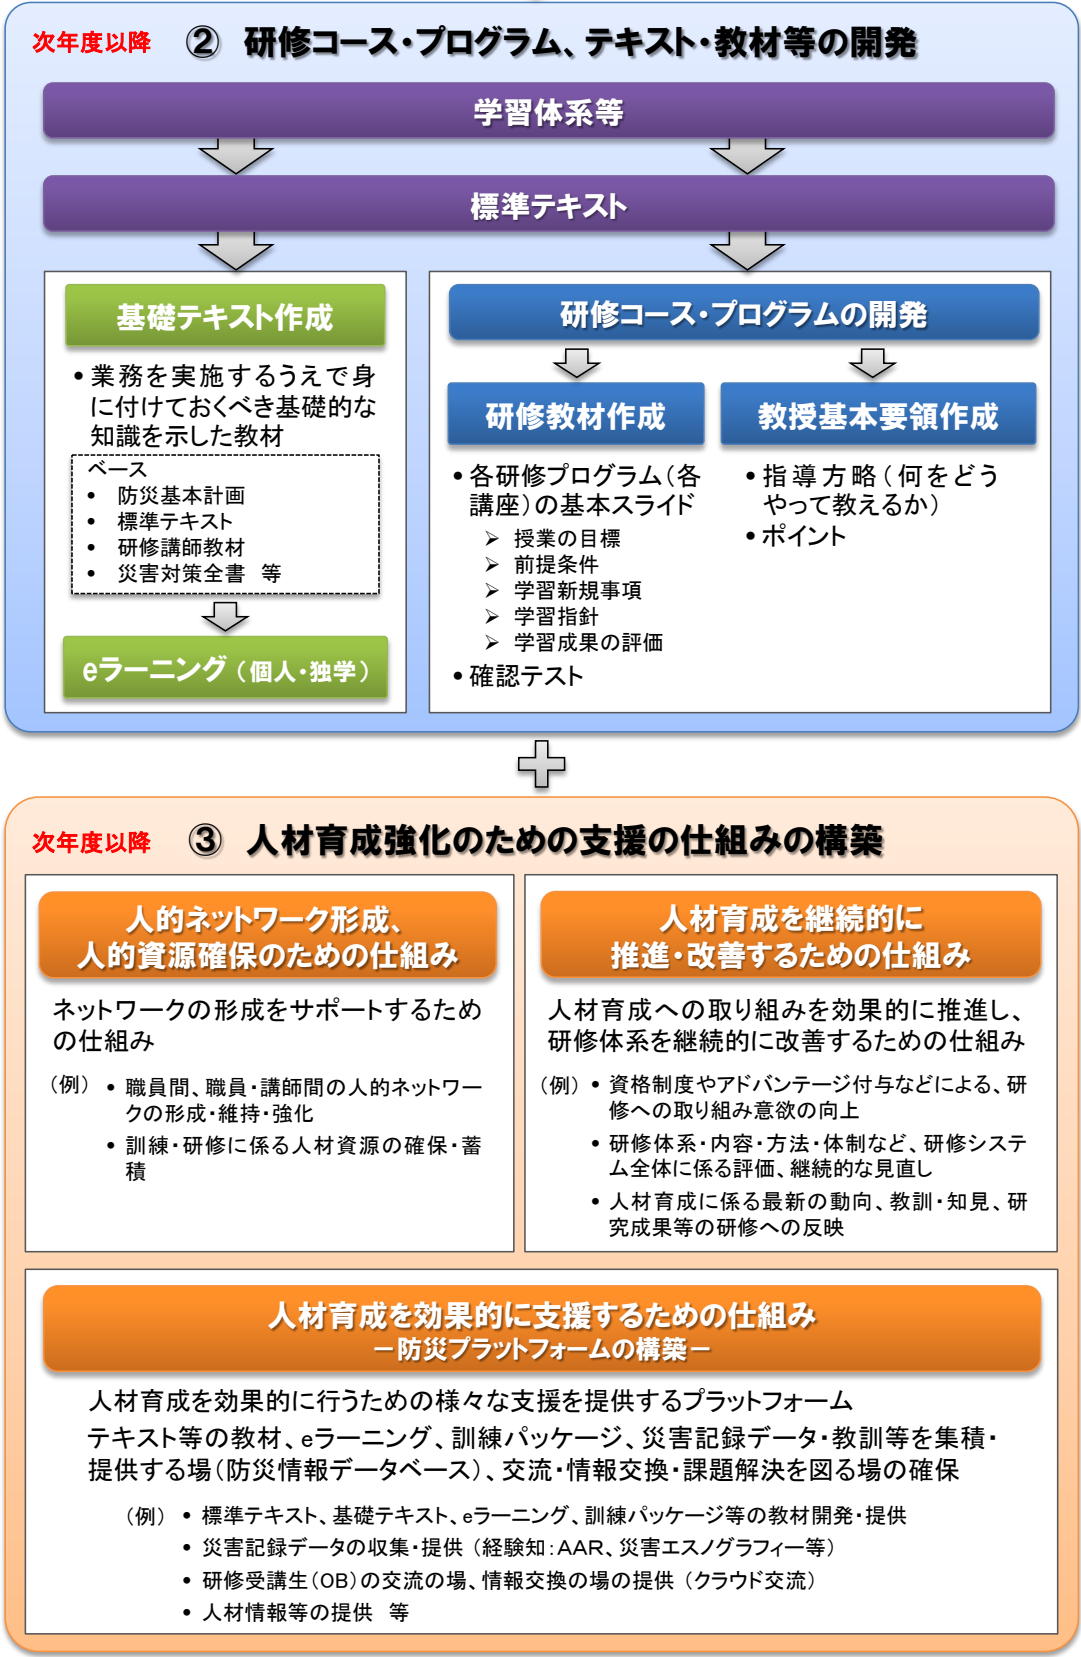 次年度以降 ② 研修コース・プログラム、テキスト・教材等の開発
学習体系等
標準テキスト
基礎テキスト作成
• 業務を実施するうえで身
に付けておくべき基礎的な
知識を示した教材
ベース
• 防災基本計画
• 標準テキスト
• 研修講師教材
• 災害対策全書 等
eラーニング（個人・独学）
研修コース・プログラムの開発
研修教材作成
• 各研修プログラム（各
講座）の基本スライド
➢ 授業の目標
➢ 前提条件
➢ 学習新規事項
➢ 学習指針
➢ 学習成果の評価
• 確認テスト
教授基本要領作成
• 指導方略（何をどう
やって教えるか）
• ポイント
次年度以降 ③ 人材育成強化のための支援の仕組みの構築
人的ネットワーク形成、
人的資源確保のための仕組み
ネットワークの形成をサポートするため
の仕組み
（例） • 職員間、職員・講師間の人的ネットワー
クの形成・維持・強化
• 訓練・研修に係る人材資源の確保・蓄
積
人材育成を継続的に
推進・改善するための仕組み
人材育成への取り組みを効果的に推進し、
研修体系を継続的に改善するための仕組み
（例） • 資格制度やアドバンテージ付与などによる、研
修への取り組み意欲の向上
• 研修体系・内容・方法・体制など、研修システ
ム全体に係る評価、継続的な見直し
• 人材育成に係る最新の動向、教訓・知見、研
究成果等の研修への反映
人材育成を効果的に支援するための仕組み
－防災プラットフォームの構築－
人材育成を効果的に行うための様々な支援を提供するプラットフォーム
テキスト等の教材、eラーニング、訓練パッケージ、災害記録データ・教訓等を集積・
提供する場（防災情報データベース）、交流・情報交換・課題解決を図る場の確保
（例） • 標準テキスト、基礎テキスト、eラーニング、訓練パッケージ等の教材開発・提供
• 災害記録データの収集・提供（経験知：AAR、災害エスノグラフィー等）
• 研修受講生（OB）の交流の場、情報交換の場の提供（クラウド交流）
• 人材情報等の提供 等